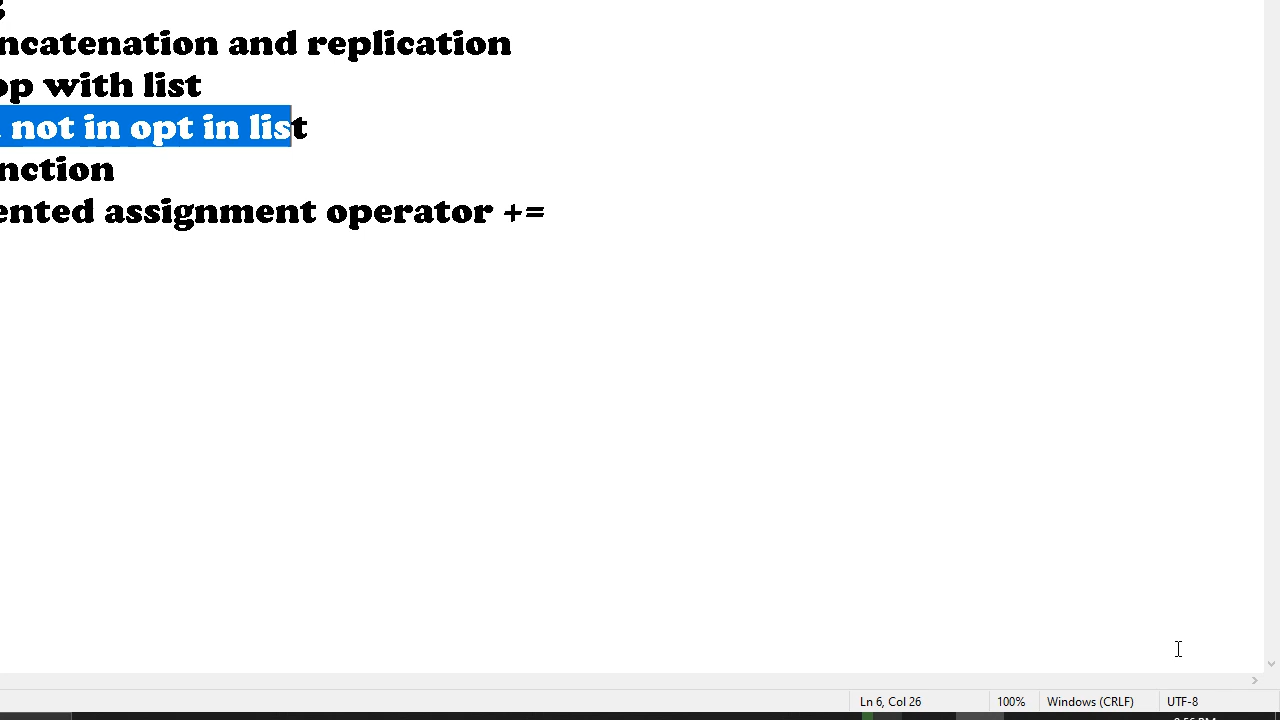 ncatenation and replication
op with list
not in opt in list
nction
ented assignment operator +=
Ln 6, Col 26 100% Windows (CRLF) UTF-8